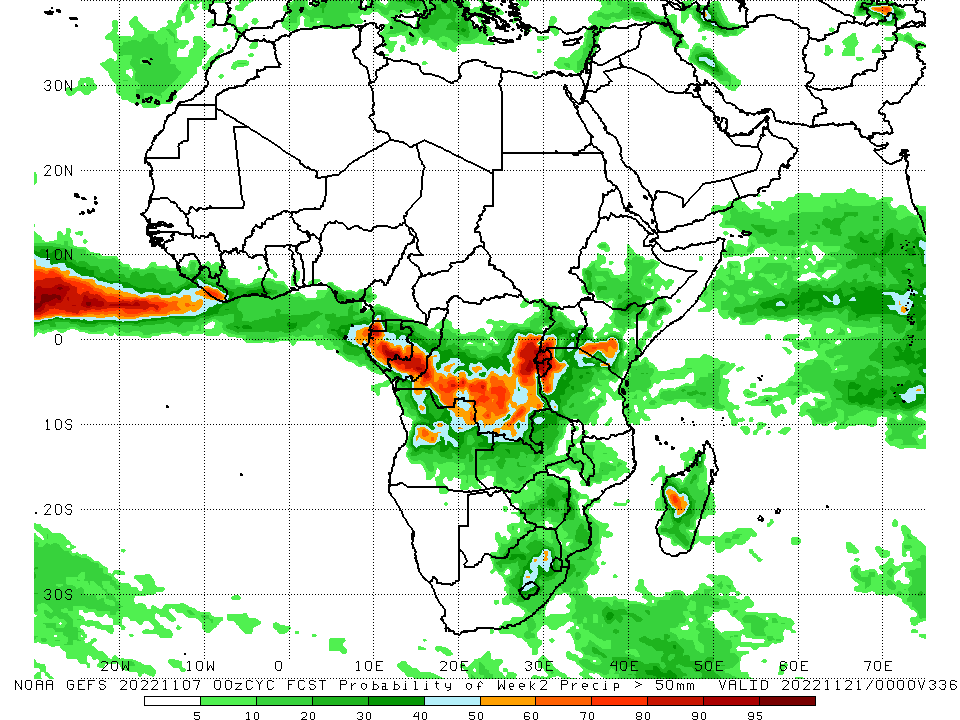 30N
20N
10N
0
10S
20S
30S
20W 10W 0 10E 20E 30E 40E 50E 60E 70E
NOAA GEFS 20221107 00zCYC FCST Probability of Week2 Precip > 50mm VALID 20221121/0000V336
5 10 20 30 40 50 60 70 80 90 95